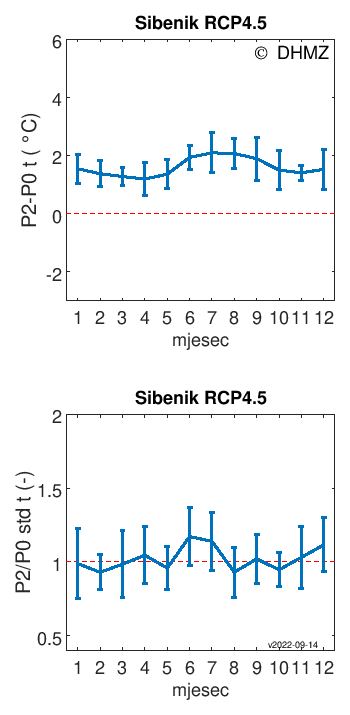 Sibenik RCP4.5
© DHMZ
6
4
2
0
-2
P2-P0 t ( °C)
1 2 3 4 5 6 7 8 9 10 11 12
mjesec
Sibenik RCP4.5
2
1.5
1
0.5
P2/P0 std t (-)
v2022-09-14
1 2 3 4 5 6 7 8 9 10 11 12
mjesec